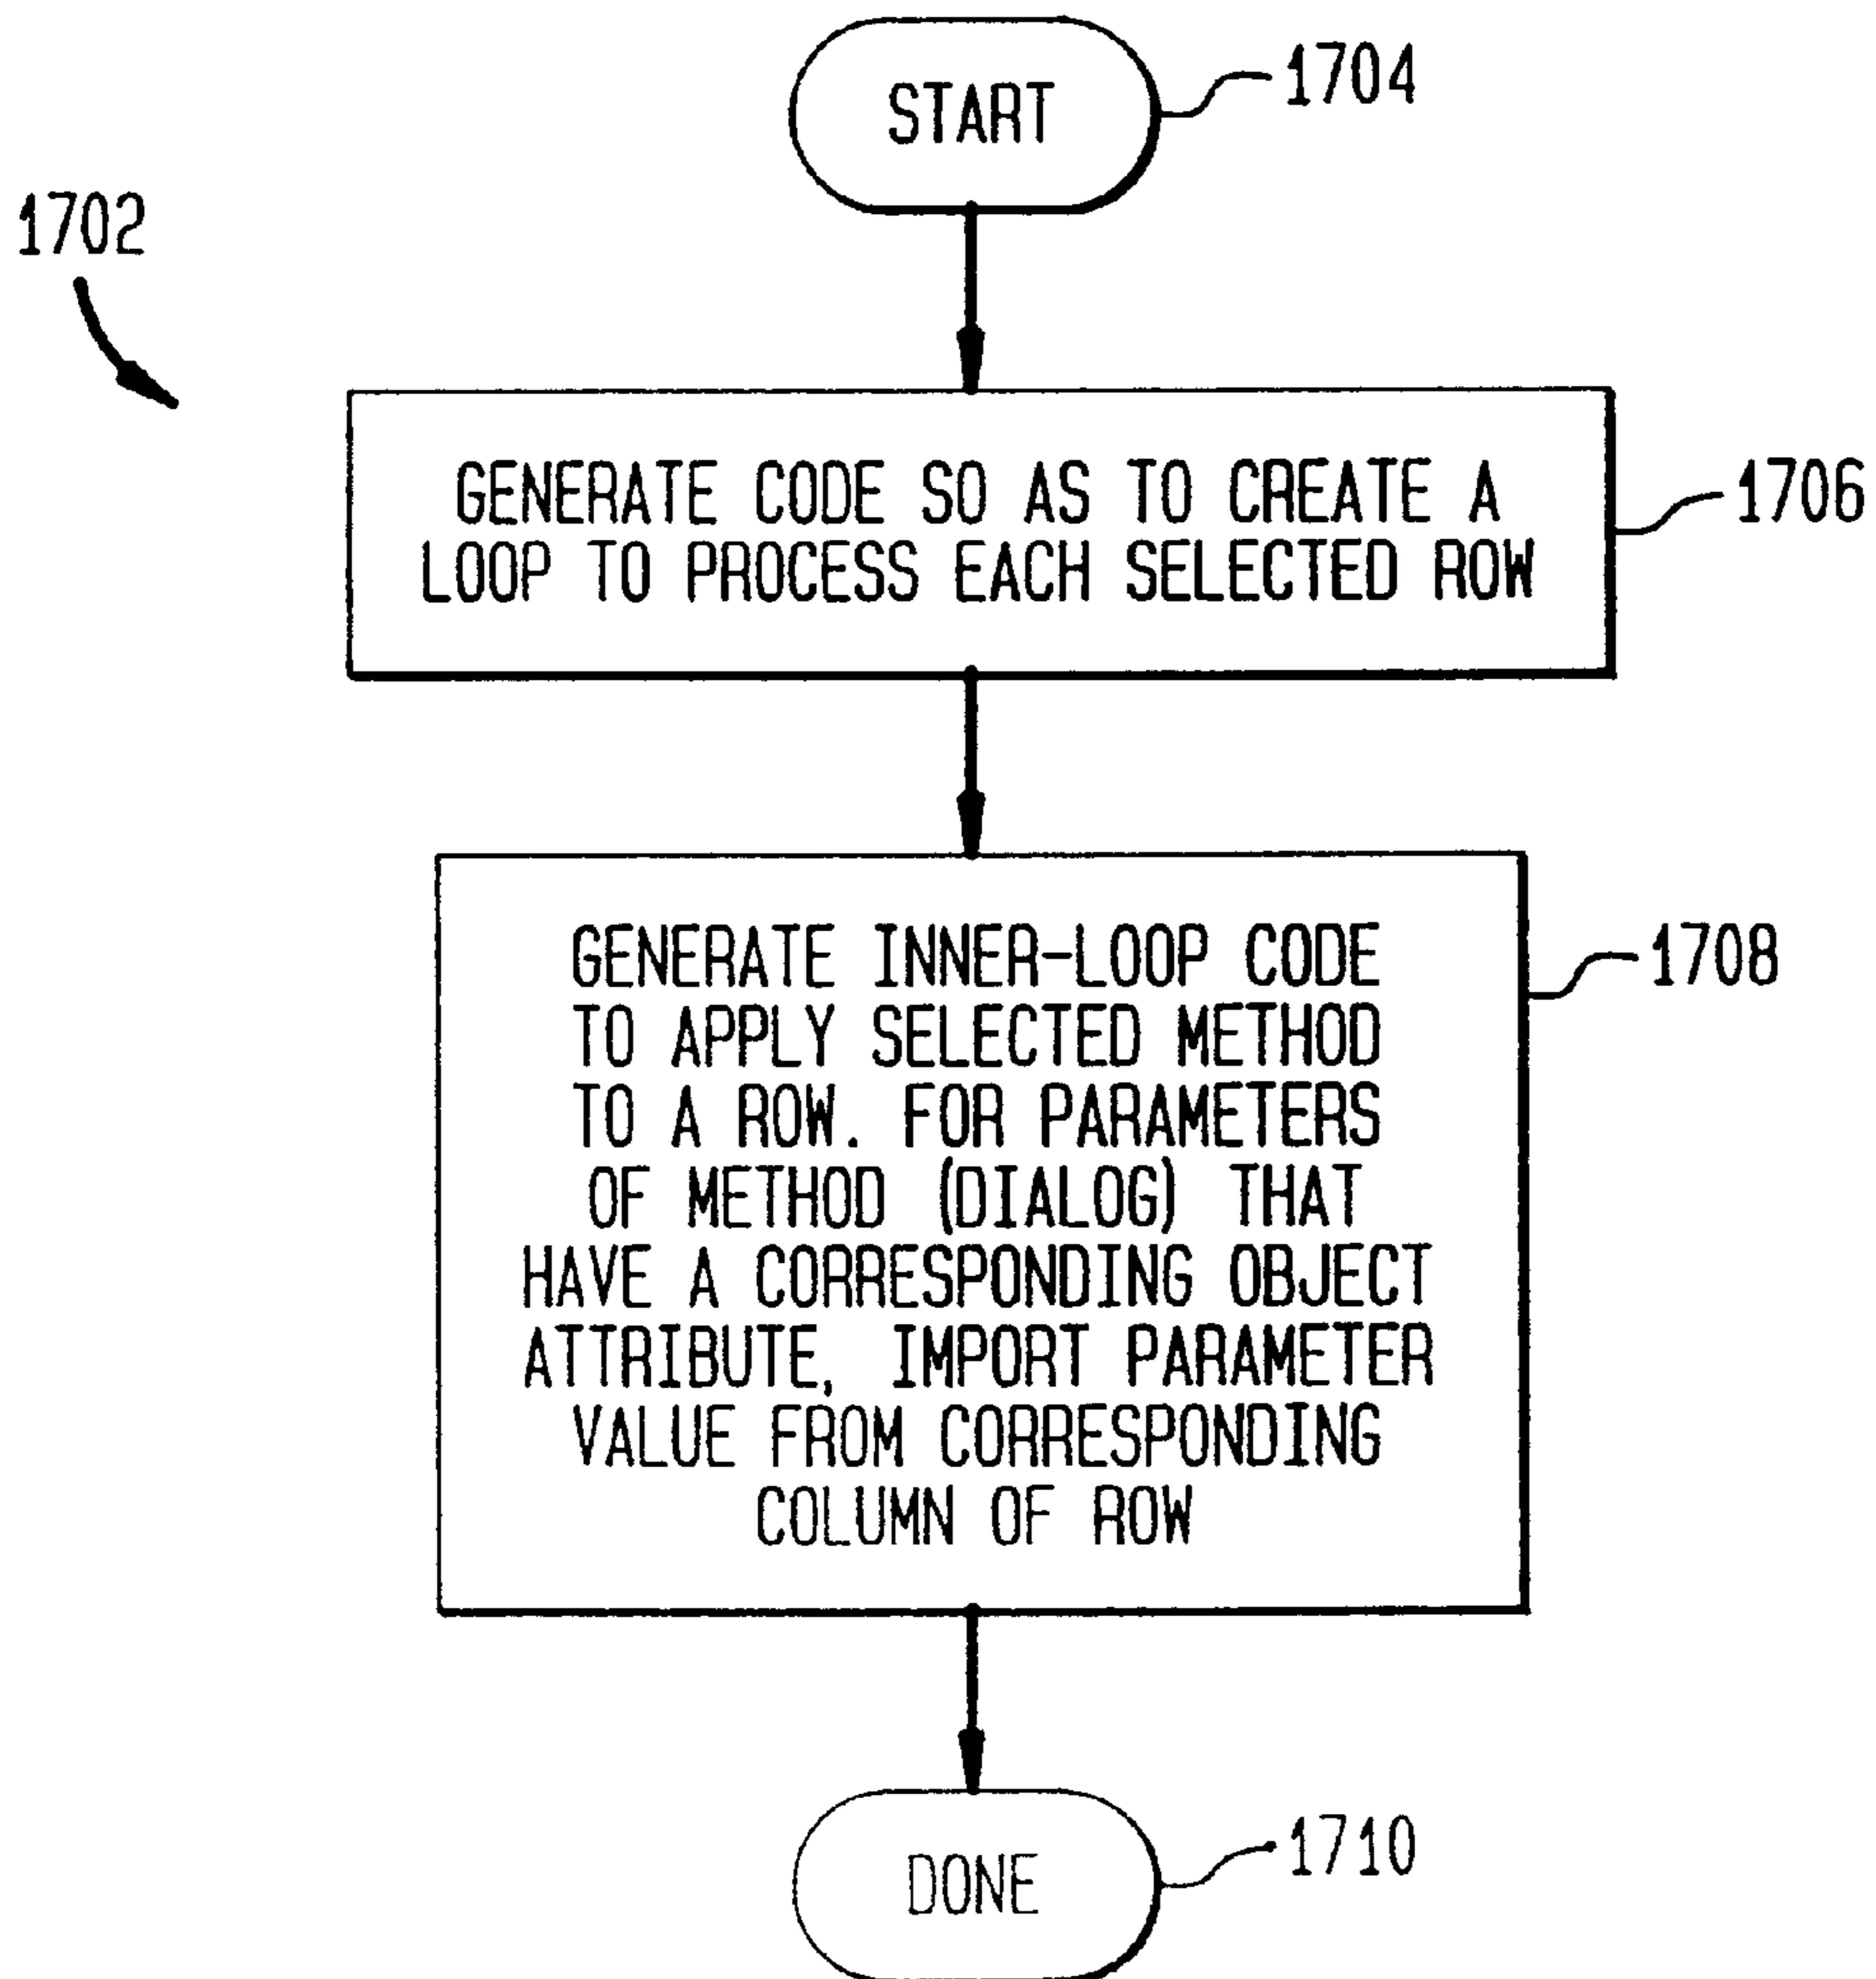 START
1704
1702
GENERATE CODE SO AS TO CREATE A
LOOP TO PROCESS EACH SELECTED ROW
1706
GENERATE INNER-LOOP CODE
TO APPLY SELECTED METHOD
TO A ROW. FOR PARAMETERS
OF METHOD (DIALOG) THAT
HAVE A CORRESPONDING OBJECT
ATTRIBUTE, IMPORT PARAMETER
VALUE FROM CORRESPONDING
COLUMN OF ROW
1708
DONE
1710